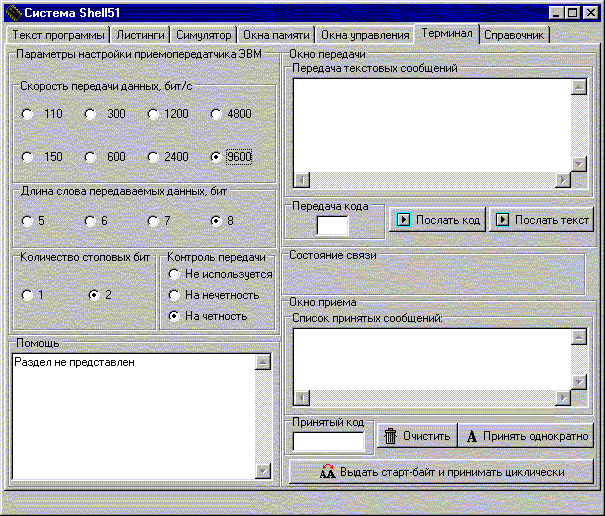 Система Shell51
Текст программы Листинги Симулятор Окна памяти Окна управления Терминал Справочник
Параметры настройки приемопередатчика ЭВМ
Скорость передачи данных, бит/с
110 300 1200 4800
150 600 2400 9600
Длина слова передаваемых данных, бит
5 6 7 8
Количество стоповых бит
1 2
Контроль передачи
Не используется
На нечетность
На четность
Помощь
Раздел не представлен
Окно передачи
Передача текстовых сообщений
Передача кода
Послать код Послать текст
Состояние связи
Окно приема
Список принятых сообщений:
Принятый код
Очистить Принять однократно
Выдать старт-байт и принимать циклически